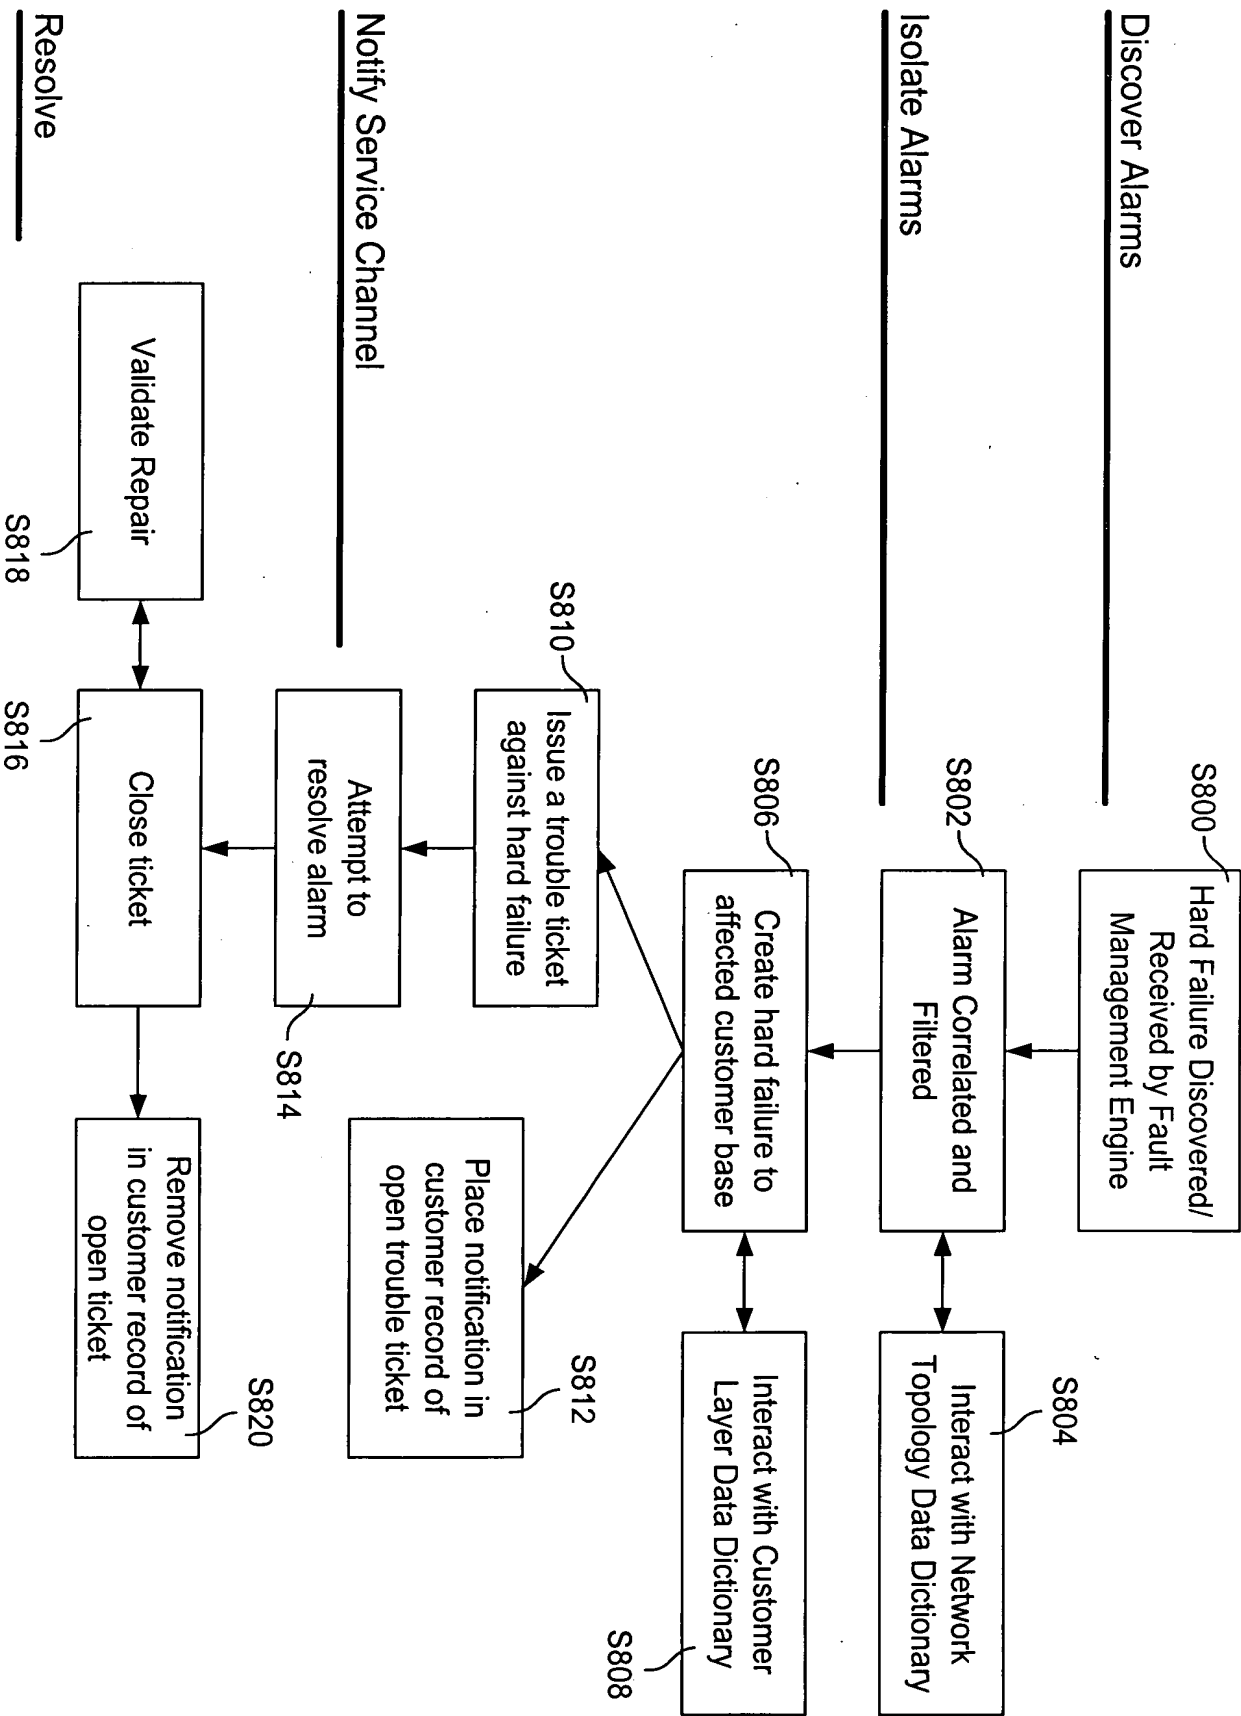 Discover Alarms
S800
Hard Failure Discovered/
Received by Fault
Management Engine
Isolate Alarms
S802
Alarm Correlated and
Filtered
S804
Interact with Network
Topology Data Dictionary
S806
Create hard failure to
affected customer base
Interact with Customer
Layer Data Dictionary
S808
S810
Issue a trouble ticket
against hard failure
S812
Place notification in
customer record of
open trouble ticket
Notify Service Channel
Attempt to
resolve alarm
S814
Validate Repair
S818
Close ticket
S816
S820
Remove notification
in customer record of
open ticket
Resolve